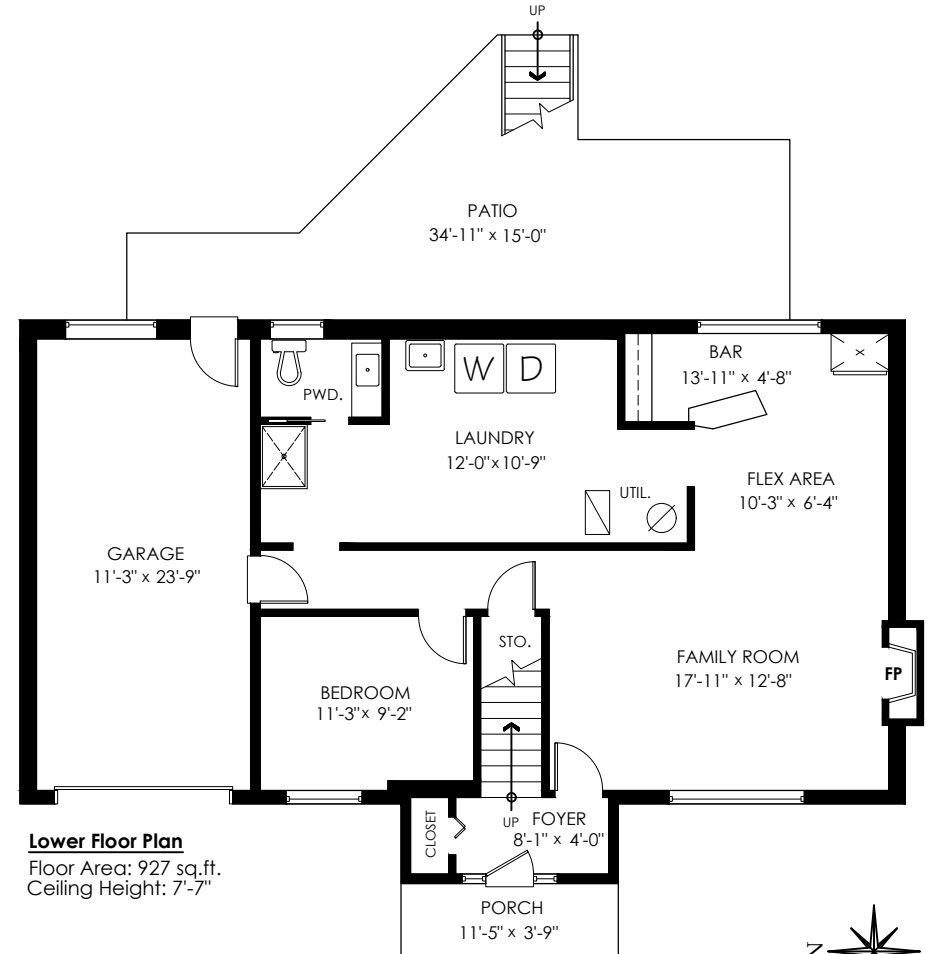 UP
PATIO
34'-11" x 15'-0"
BAR
13'-11" x 4'-8"
W D
PWD.
LAUNDRY
12'-0"x10'-9"
UTIL.
FLEX AREA
10'-3" x 6'-4"
GARAGE
11'-3" x 23'-9"
STO.
FAMILY ROOM
17'-11" x 12'-8"
FP
BEDROOM
11'-3"x 9'-2"
CLOSET
UP
FOYER
8'-1" x 4'-0"
Lower Floor Plan
Floor Area: 927 sq.ft.
Ceiling Height: 7'-7"
PORCH
11'-5" x 3'-9"
N